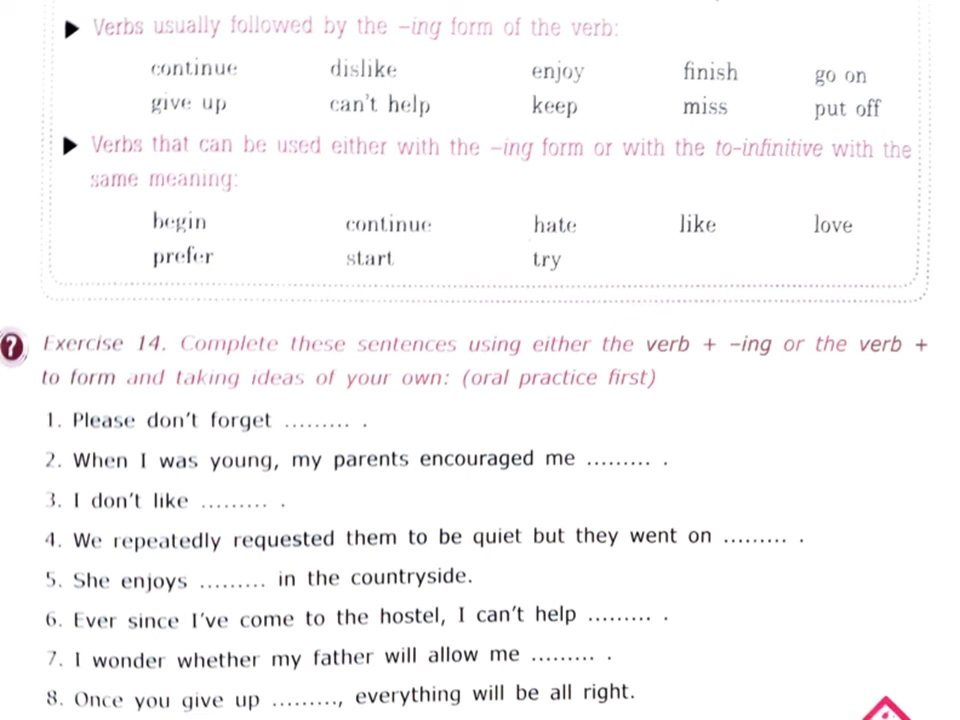 ▶ Verbs usually followed by the –ing form of the verb:
continue dislike enjoy finish go on
give up can't help keep miss put off
▶ Verbs that can be used either with the –ing form or with the to-infinitive with the
same meaning:
begin continue hate like love
prefer start try
? Exercise 14. Complete these sentences using either the verb + –ing or the verb +
to form and taking ideas of your own: (oral practice first)
1. Please don't forget ......... .
2. When I was young, my parents encouraged me ......... .
3. I don't like ......... .
4. We repeatedly requested them to be quiet but they went on ......... .
5. She enjoys ......... in the countryside.
6. Ever since I've come to the hostel, I can't help ......... .
7. I wonder whether my father will allow me ......... .
8. Once you give up ........., everything will be all right.